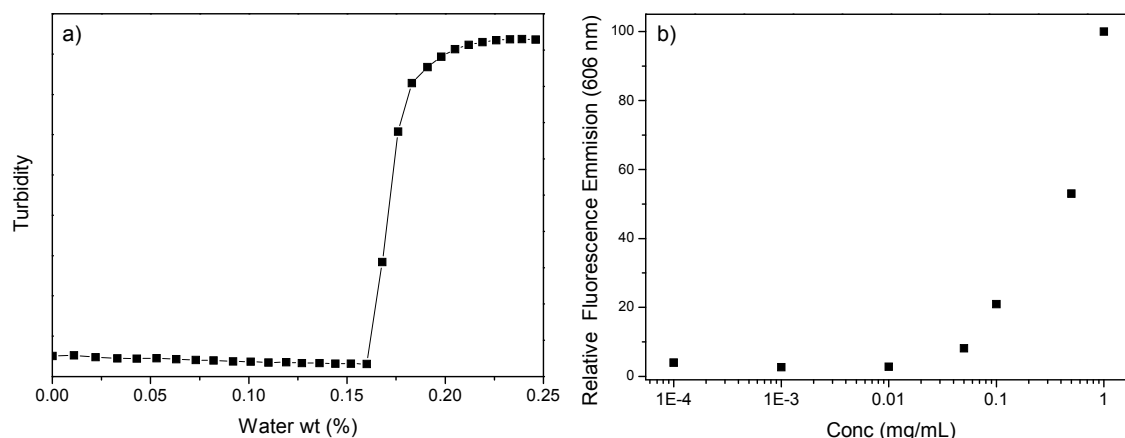 a)
Turbidity
0.00 0.05 0.10 0.15 0.20 0.25
Water wt (%)
b)
Relative Fluorescence Emmision (606 nm)
100
80
60
40
20
0
1E-4 1E-3 0.01 0.1 1
Conc (mg/mL)